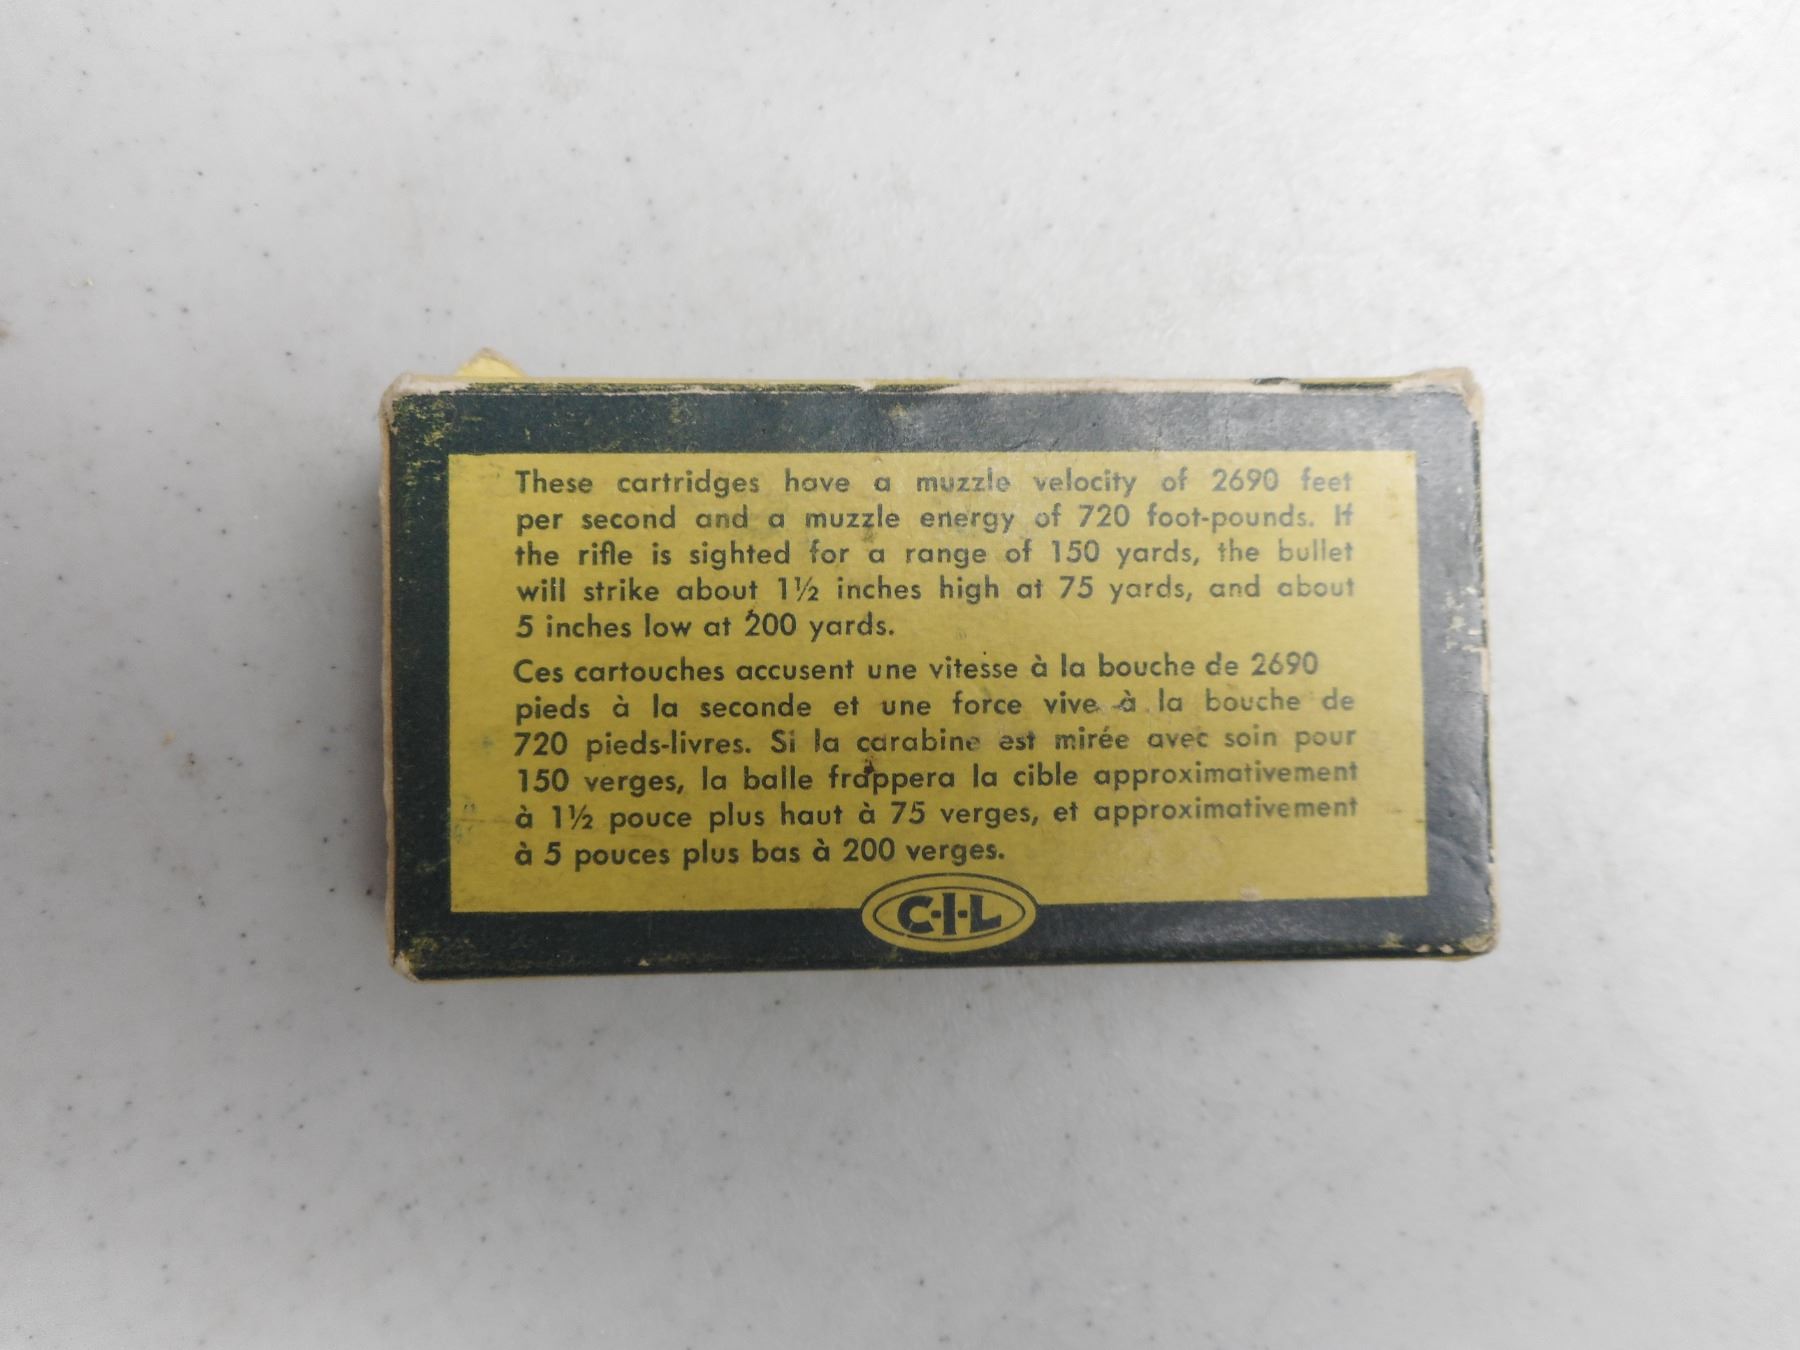 These cartridges have a muzzle velocity of 2690 feet
per second and a muzzle energy of 720 foot-pounds. If
the rifle is sighted for a range of 150 yards, the bullet
will strike about 1½ inches high at 75 yards, and about
5 inches low at 200 yards.
Ces cartouches accusent une vitesse à la bouche de 2690
pieds à la seconde et une force vive à la bouche de
720 pieds-livres. Si la carabine est mirée avec soin pour
150 verges, la balle frappera la cible approximativement
à 1½ pouce plus haut à 75 verges, et approximativement
à 5 pouces plus bas à 200 verges.
C-I-L